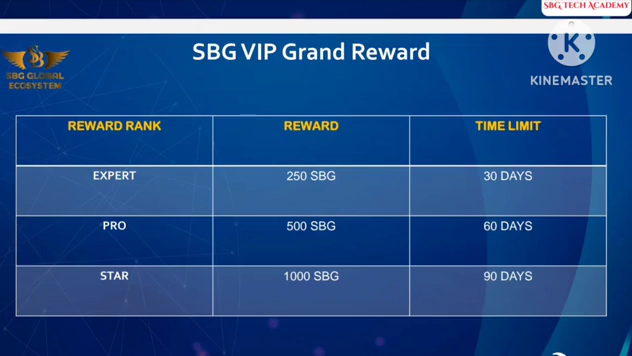 SBG Tech Academy
SBG VIP Grand Reward
SBG GLOBAL
ECOSYSTEM
KINEMASTER
REWARD RANK REWARD TIME LIMIT
EXPERT 250 SBG 30 DAYS
PRO 500 SBG 60 DAYS
STAR 1000 SBG 90 DAYS